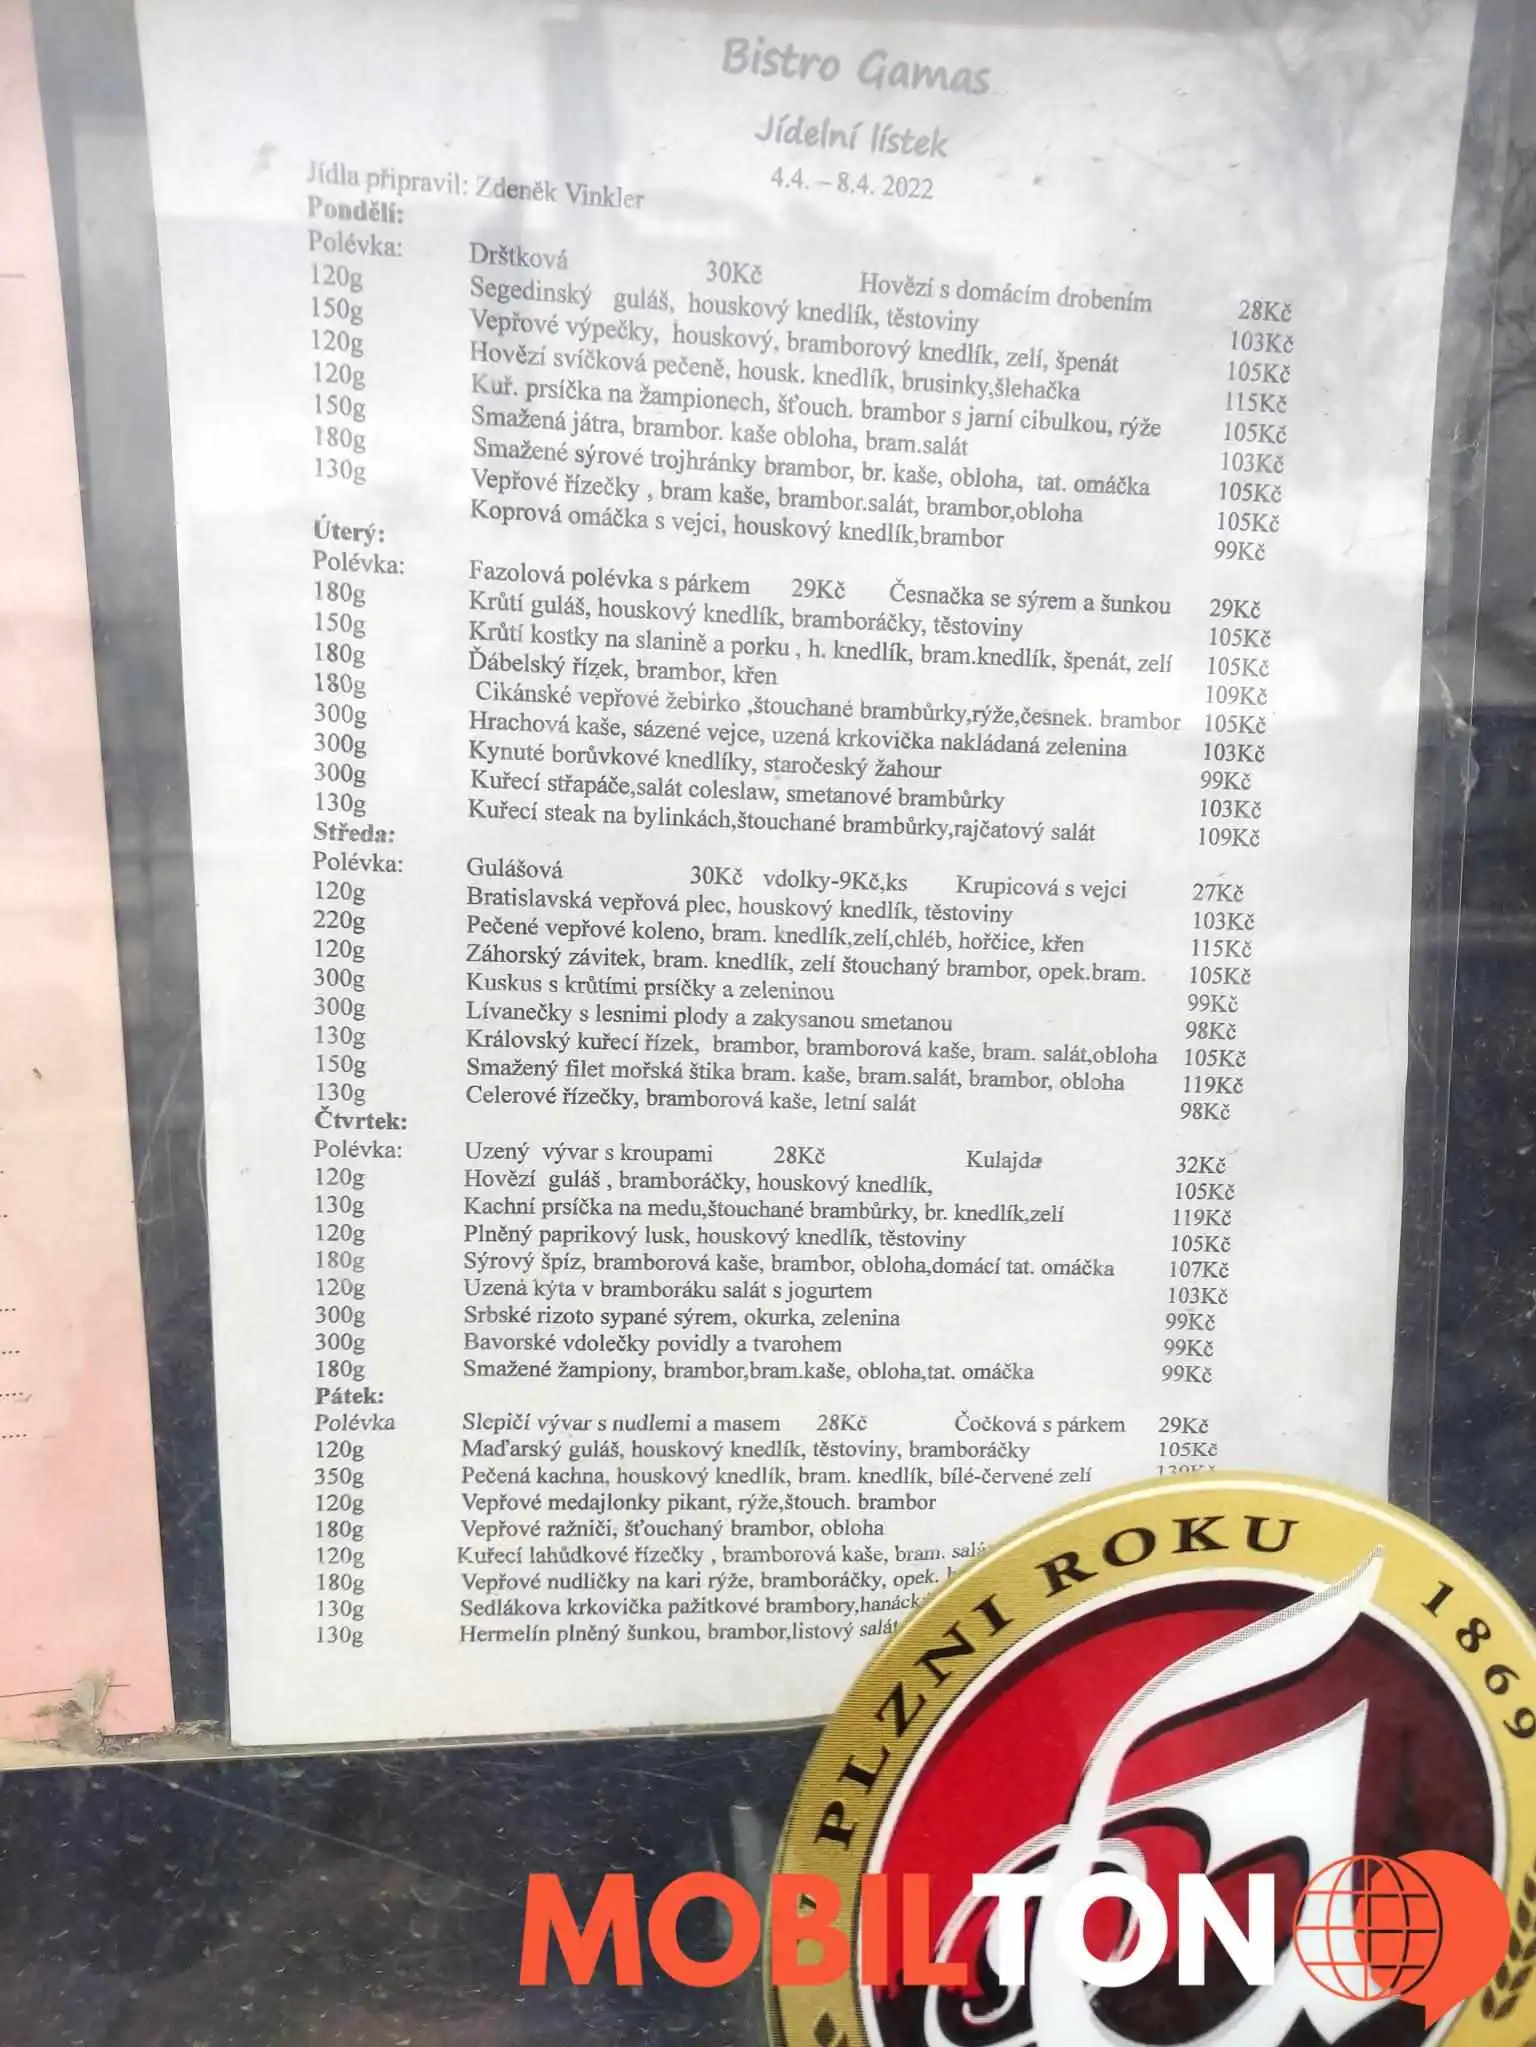 Bistro Gamas
Jídelní lístek
4.4. – 8.4. 2022
Jídla připravil: Zdeněk Vinkler
Pondělí:
Polévka: Drštková 30Kč Hovězí s domácím drobením 28Kč
120g Segedinský guláš, houskový knedlík, těstoviny 103Kč
150g Vepřové výpečky, houskový, bramborový knedlík, zelí, špenát 105Kč
120g Hovězí svíčková pečeně, housk. knedlík, brusinky,šlehačka 115Kč
120g Kuř. prsíčka na žampionech, šťouch. brambor s jarní cibulkou, rýže 105Kč
150g Smažená játra, brambor. kaše obloha, bram.salát 103Kč
180g Smažené sýrové trojhránky brambor, br. kaše, obloha, tat. omáčka 105Kč
130g Vepřové řízečky , bram kaše, brambor.salát, brambor,obloha 105Kč
Koprová omáčka s vejci, houskový knedlík,brambor 99Kč
Úterý:
Polévka: Fazolová polévka s párkem 29Kč Česnačka se sýrem a šunkou 29Kč
180g Krůtí guláš, houskový knedlík, bramboráčky, těstoviny 105Kč
150g Krůtí kostky na slanině a porku , h. knedlík, bram.knedlík, špenát, zelí 105Kč
180g Ďábelský řízek, brambor, křen 109Kč
180g Cikánské vepřové žebirko ,štouchané brambůrky,rýže,česnek. brambor 105Kč
300g Hrachová kaše, sázené vejce, uzená krkovička nakládaná zelenina 103Kč
300g Kynuté borůvkové knedlíky, staročeský žahour 99Kč
300g Kuřecí střapáče,salát coleslaw, smetanové brambůrky 103Kč
130g Kuřecí steak na bylinkách,štouchané brambůrky,rajčatový salát 109Kč
Středa:
Polévka: Gulášová 30Kč vdolky-9Kč,ks Krupicová s vejci 27Kč
120g Bratislavská vepřová plec, houskový knedlík, těstoviny 103Kč
220g Pečené vepřové koleno, bram. knedlík,zelí,chléb, hořčice, křen 115Kč
120g Záhorský závitek, bram. knedlík, zelí štouchaný brambor, opek.bram. 105Kč
300g Kuskus s krůtími prsíčky a zeleninou 99Kč
300g Lívanečky s lesnimi plody a zakysanou smetanou 98Kč
130g Královský kuřecí řízek, brambor, bramborová kaše, bram. salát,obloha 105Kč
150g Smažený filet mořská štika bram. kaše, bram.salát, brambor, obloha 119Kč
130g Celerové řízečky, bramborová kaše, letní salát 98Kč
Čtvrtek:
Polévka: Uzený vývar s kroupami 28Kč Kulajda 32Kč
120g Hovězí guláš , bramboráčky, houskový knedlík, 105Kč
130g Kachní prsíčka na medu,štouchané brambůrky, br. knedlík,zelí 119Kč
120g Plněný paprikový lusk, houskový knedlík, těstoviny 105Kč
180g Sýrový špíz, bramborová kaše, brambor, obloha,domácí tat. omáčka 107Kč
120g Uzená kýta v bramboráku salát s jogurtem 103Kč
300g Srbské rizoto sypané sýrem, okurka, zelenina 99Kč
300g Bavorské vdolečky povidly a tvarohem 99Kč
180g Smažené žampiony, brambor,bram.kaše, obloha,tat. omáčka 99Kč
Pátek:
Polévka Slepičí vývar s nudlemi a masem 28Kč Čočková s párkem 29Kč
120g Maďarský guláš, houskový knedlík, těstoviny, bramboráčky 105Kč
350g Pečená kachna, houskový knedlík, bram. knedlík, bílé-červené zelí
120g Vepřové medajlonky pikant, rýže,štouch. brambor
180g Vepřové ražniči, šťouchaný brambor, obloha
120g Kuřecí lahůdkové řízečky , bramborová kaše, bram.
180g Vepřové nudličky na kari rýže, bramboráčky, opek.
130g Sedlákova krkovička pažitkové brambory,
130g Hermelín plněný šunkou, brambor,listový
PLZNI ROKU 1869
MOBILTON